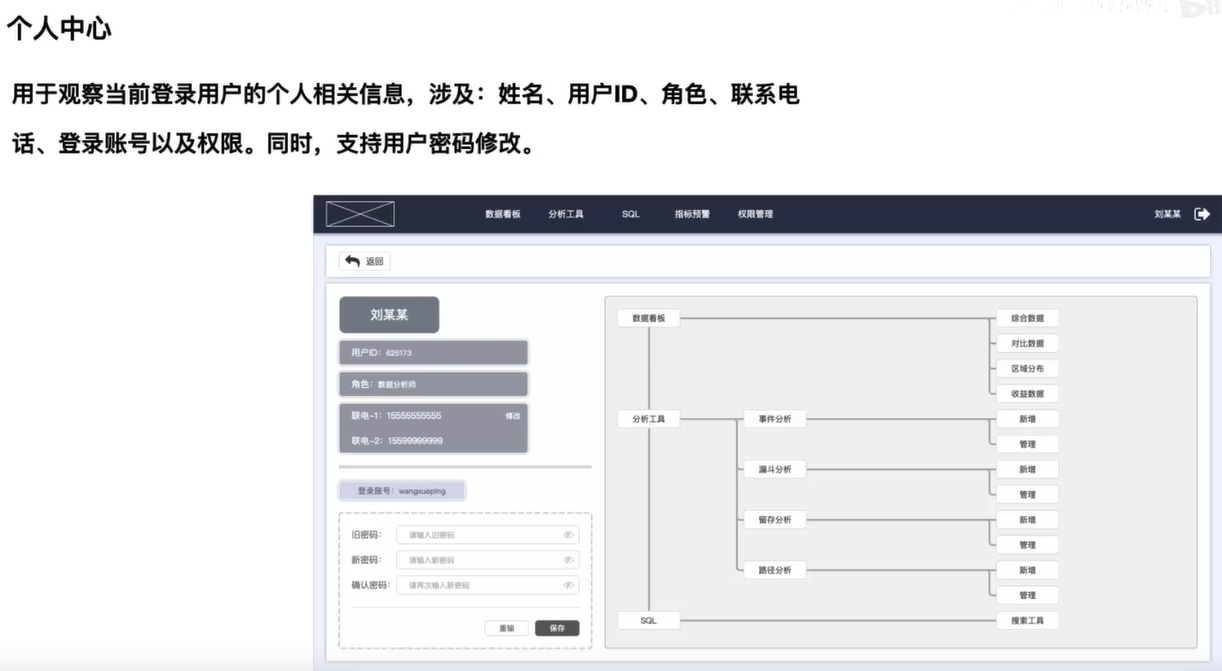 个人中心
用于观察当前登录用户的个人相关信息，涉及：姓名、用户ID、角色、联系电
话、登录账号以及权限。同时，支持用户密码修改。
数据看板 分析工具 SQL 指标预警 权限管理 刘某某
返回
刘某某
用户ID：625173
角色：数据分析师
联电-1：15555555555 修改
联电-2：15599999999
登录账号：wangxueping
旧密码： 请输入旧密码
新密码： 请输入新密码
确认密码： 请再次输入新密码
重输 保存
数据看板 综合数据
对比数据
区域分布
收益数据
分析工具 事件分析 新增
管理
漏斗分析 新增
管理
留存分析 新增
管理
路径分析 新增
管理
SQL 搜索工具